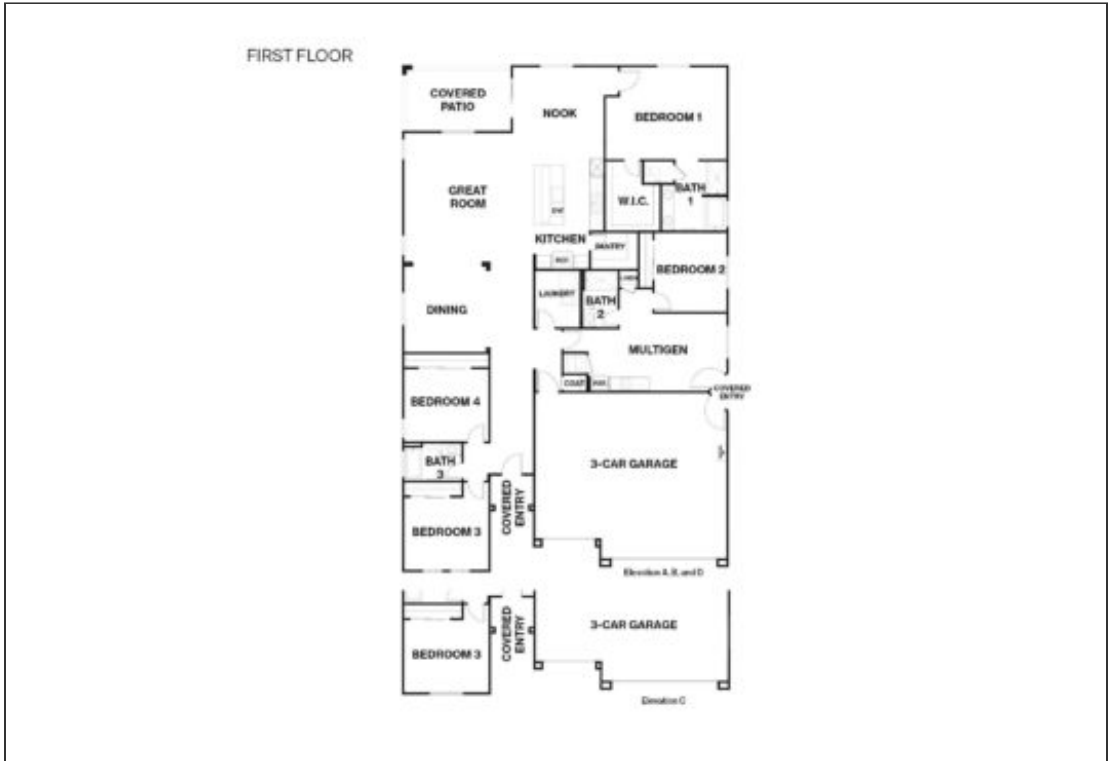 FIRST FLOOR
COVERED
PATIO
NOOK
BEDROOM 1
GREAT
ROOM
W.I.C.
BATH
1
KITCHEN
PANTRY
BEDROOM 2
LAUNDRY
BATH
2
DINING
MULTIGEN
COAT
COVERED
ENTRY
BEDROOM 4
BATH
3
3-CAR GARAGE
COVERED
ENTRY
BEDROOM 3
Elevation A, B, and D
3-CAR GARAGE
COVERED
ENTRY
BEDROOM 3
Elevation C